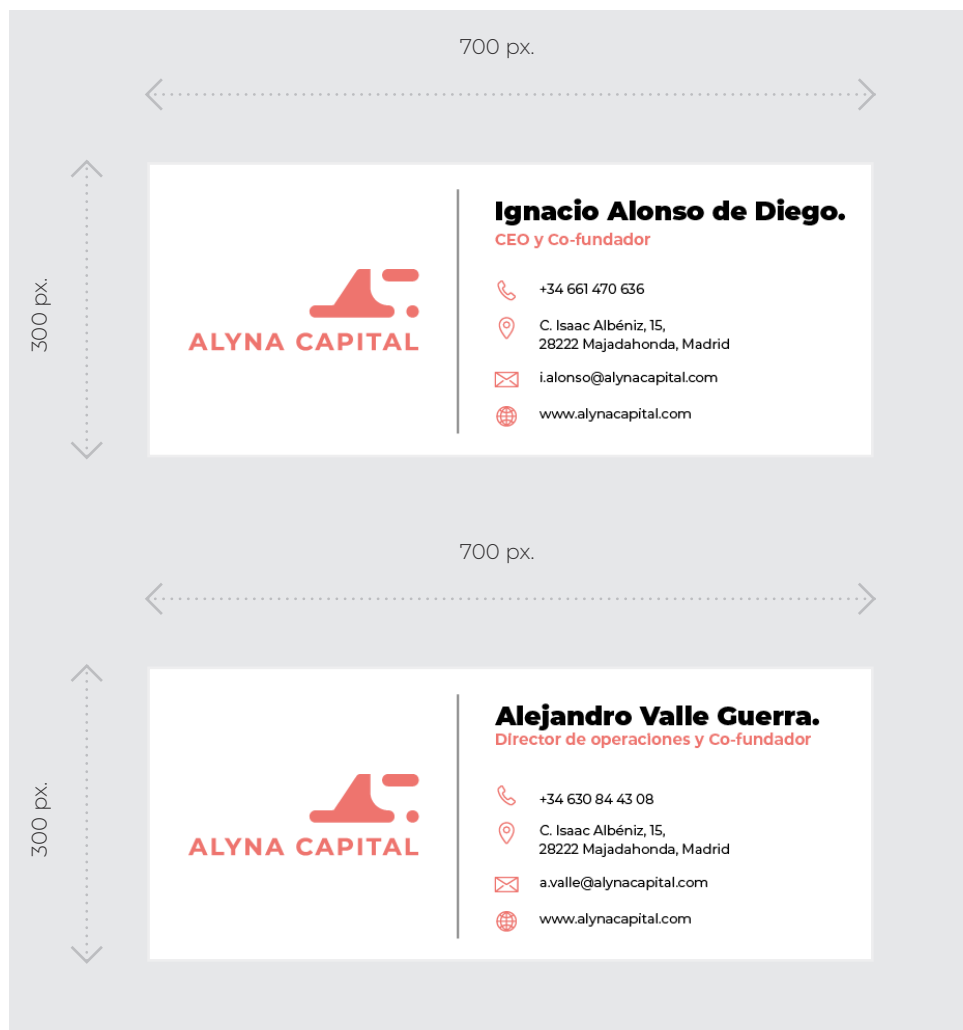 700 px.
300 px.
Ignacio Alonso de Diego.
CEO y Co-fundador
+34 661 470 636
C. Isaac Albéniz, 15,
28222 Majadahonda, Madrid
i.alonso@alynacapital.com
www.alynacapital.com
ALYNA CAPITAL
700 px.
300 px.
Alejandro Valle Guerra.
Director de operaciones y Co-fundador
+34 630 84 43 08
C. Isaac Albéniz, 15,
28222 Majadahonda, Madrid
a.valle@alynacapital.com
www.alynacapital.com
ALYNA CAPITAL